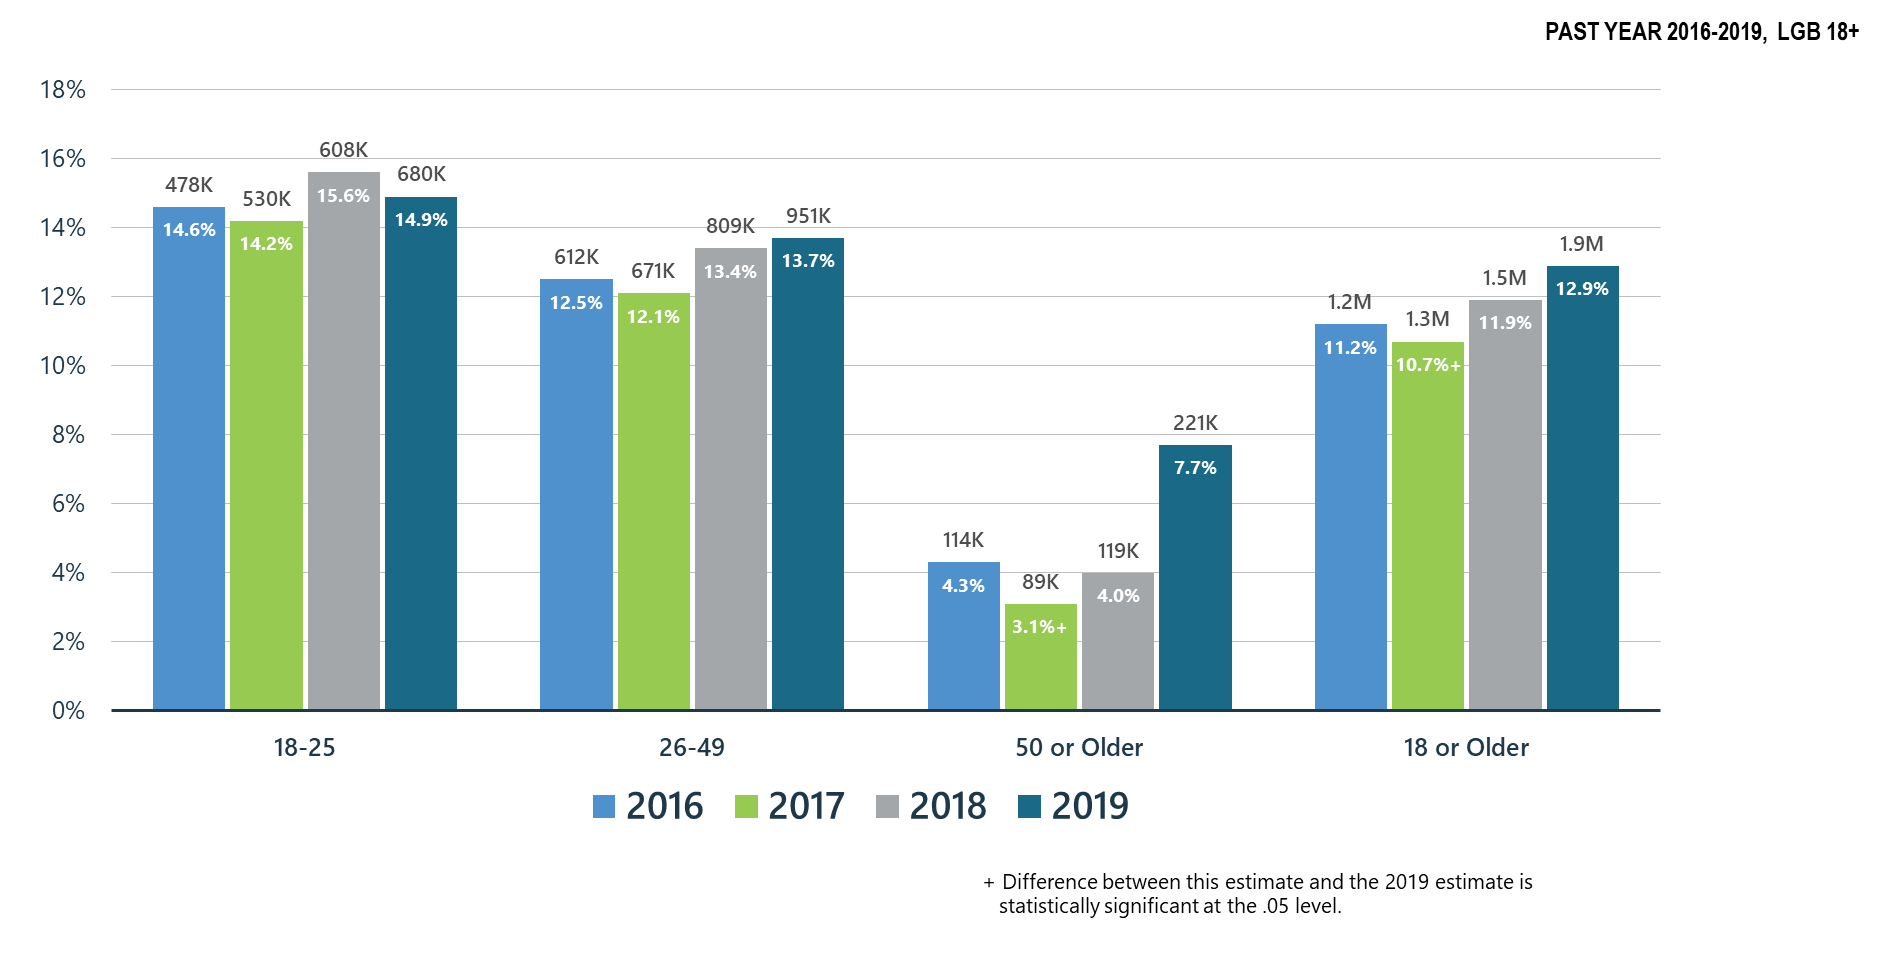 PAST YEAR 2016-2019, LGB 18+
18%
16%
14%
12%
10%
8%
6%
4%
2%
0%
478K
530K
608K
680K
14.6%
14.2%
15.6%
14.9%
612K
671K
809K
951K
12.5%
12.1%
13.4%
13.7%
114K
89K
119K
221K
4.3%
3.1%+
4.0%
7.7%
1.2M
1.3M
1.5M
1.9M
11.2%
10.7%+
11.9%
12.9%
18-25
26-49
50 or Older
18 or Older
2016
2017
2018
2019
+ Difference between this estimate and the 2019 estimate is
statistically significant at the .05 level.